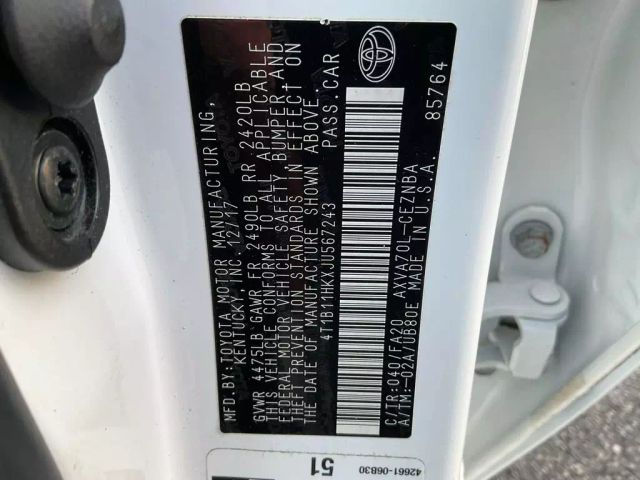 MFD. BY:TOYOTA MOTOR MANUFACTURING,
KENTUCKY, INC. 12/17
GVWR 4475LB GAWR FR 2490LB RR 2420LB
THIS VEHICLE CONFORMS TO ALL APPLICABLE
FEDERAL MOTOR VEHICLE SAFETY BUMPER, AND
THEFT PREVENTION STANDARDS IN EFFECT ON
THE DATE OF MANUFACTURE SHOWN ABOVE.
4T1B11HKXJU567243 PASS. CAR
C/TR:040/FA20 AXVA70L-CEZNBA
A/TM:-02A/UB80E MADE IN U.S.A.
85764
42661-06B30
51